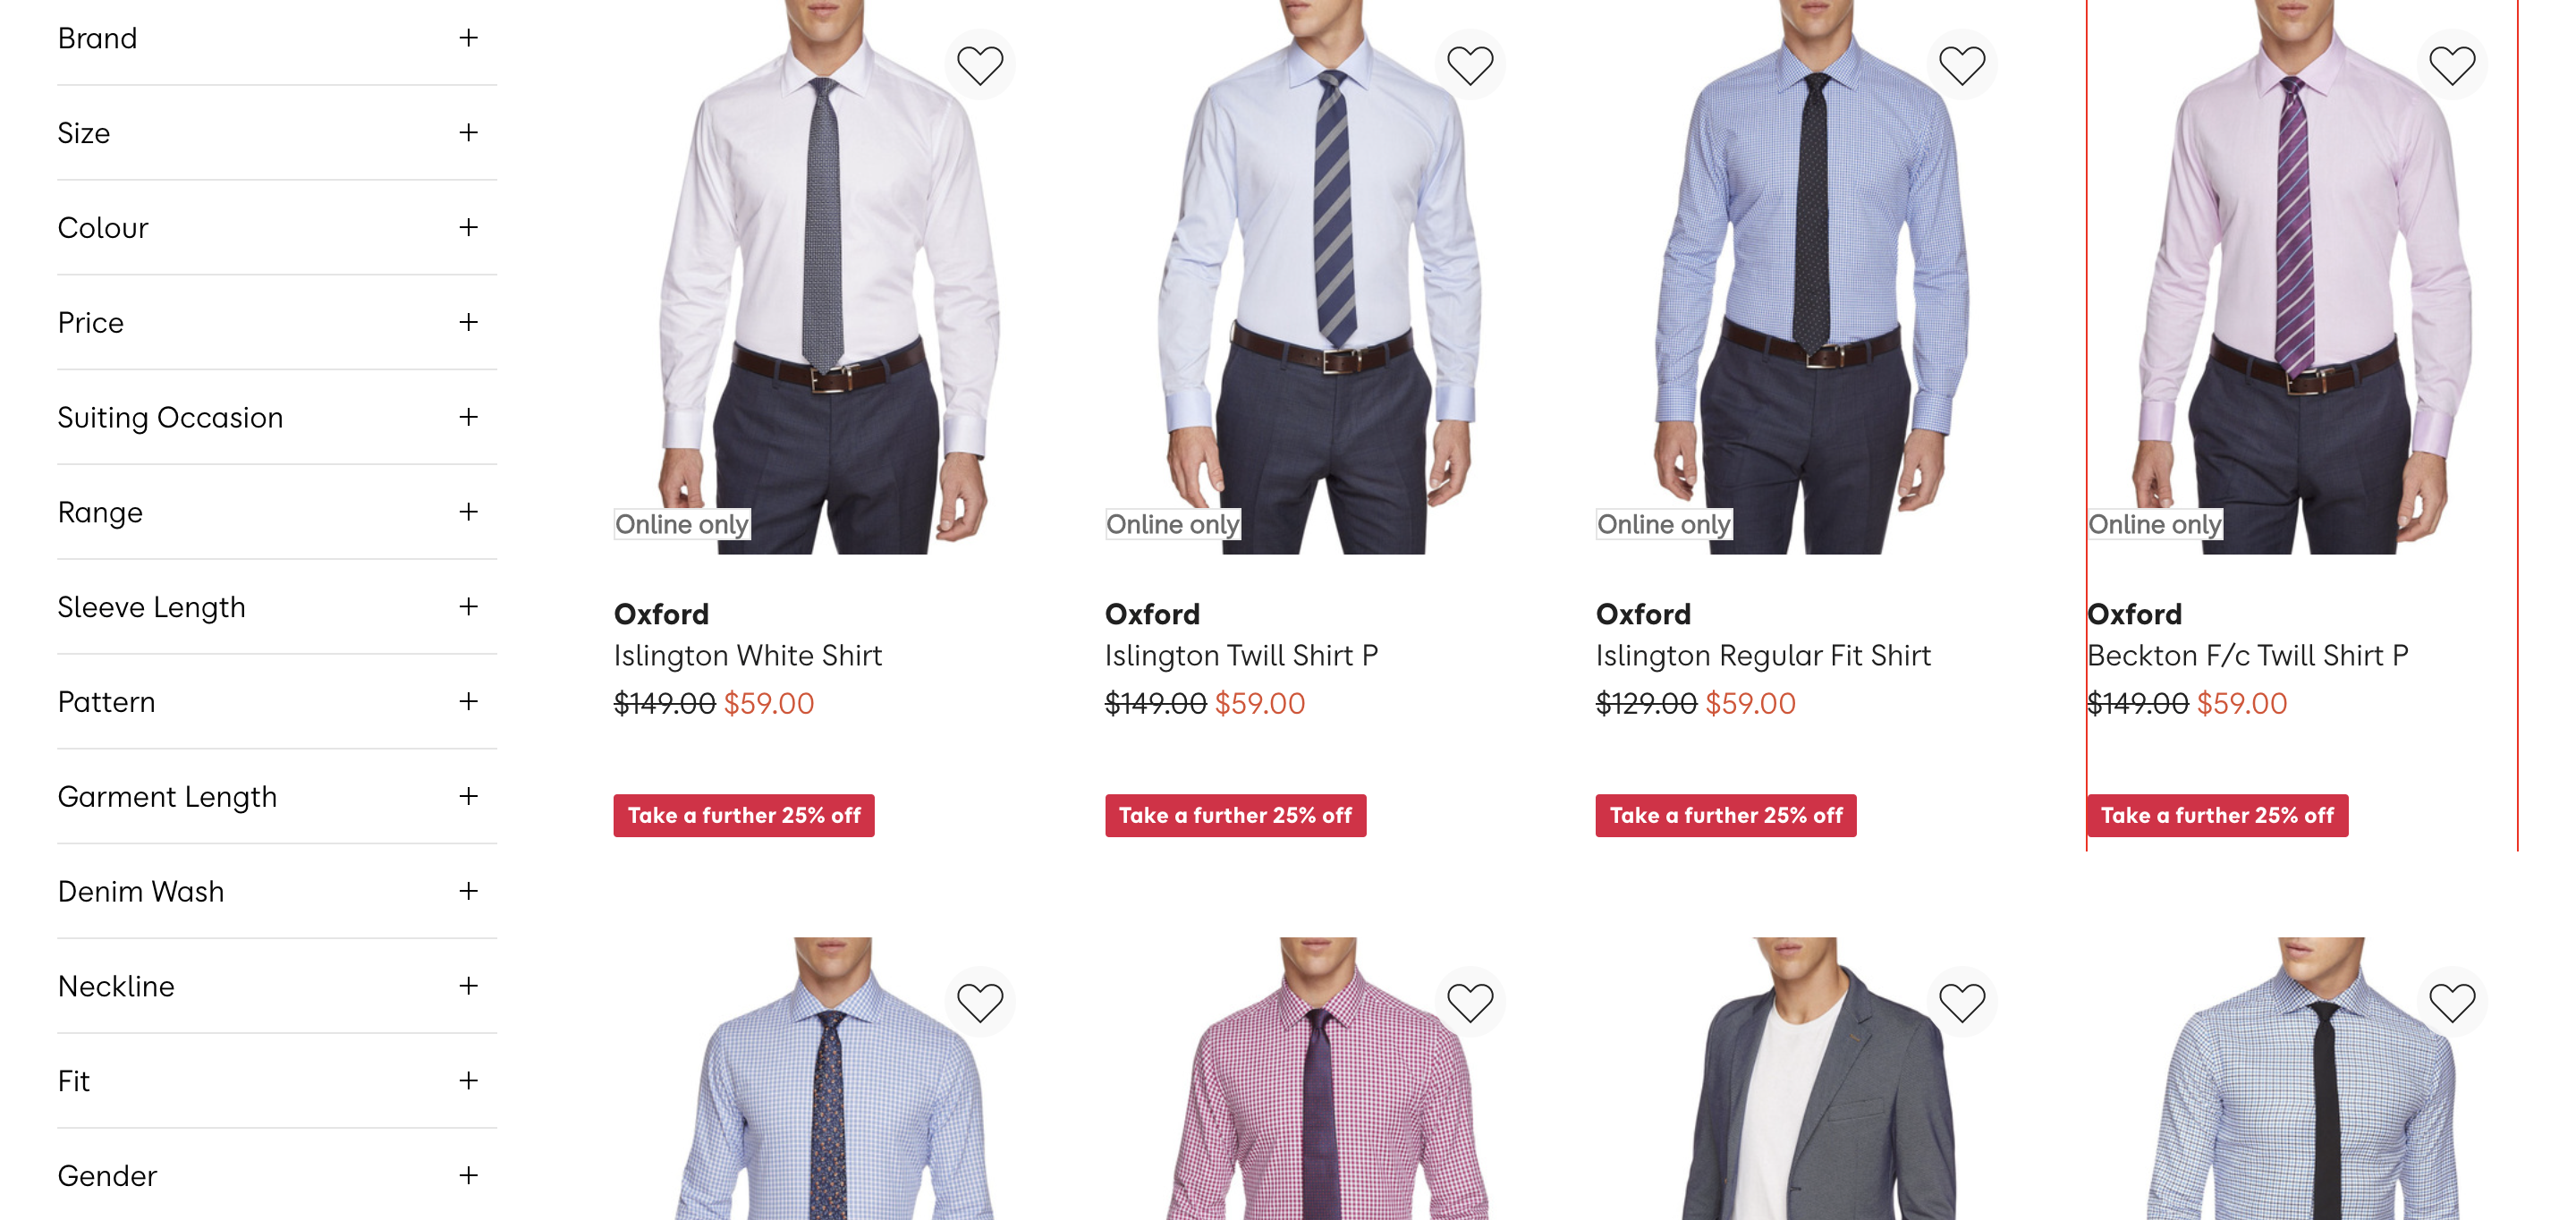 Brand
Size
Colour
Price
Suiting Occasion
Range
Sleeve Length
Pattern
Garment Length
Denim Wash
Neckline
Fit
Gender
Online only
Oxford
Islington White Shirt
$149.00 $59.00
Take a further 25% off
Online only
Oxford
Islington Twill Shirt P
$149.00 $59.00
Take a further 25% off
Online only
Oxford
Islington Regular Fit Shirt
$129.00 $59.00
Take a further 25% off
Online only
Oxford
Beckton F/c Twill Shirt P
$149.00 $59.00
Take a further 25% off